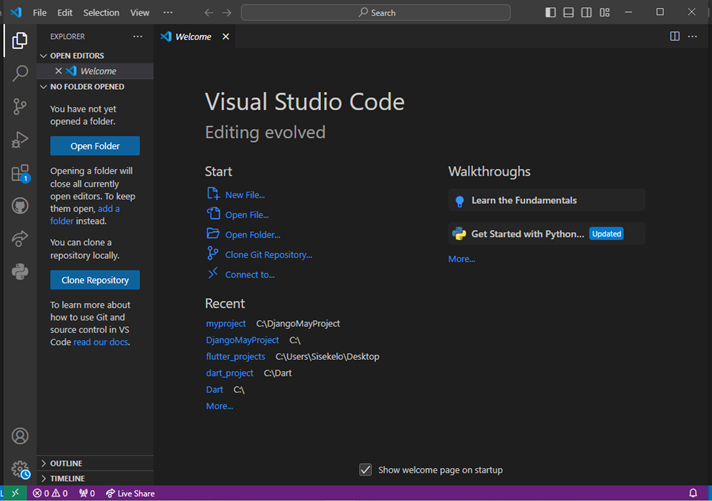 File Edit Selection View ··· Search
EXPLORER ···
Welcome
OPEN EDITORS
Welcome
NO FOLDER OPENED
You have not yet
opened a folder.
Open Folder
Opening a folder will
close all currently
open editors. To keep
them open, add a
folder instead.
You can clone a
repository locally.
Clone Repository
To learn more about
how to use Git and
source control in VS
Code read our docs.
OUTLINE
TIMELINE
1
Visual Studio Code
Editing evolved
Start
New File...
Open File...
Open Folder...
Clone Git Repository...
Connect to...
Recent
myproject C:\DjangoMayProject
DjangoMayProject C:\
flutter_projects C:\Users\Sisekelo\Desktop
dart_project C:\Dart
Dart C:\
More...
Walkthroughs
Learn the Fundamentals
Get Started with Python... Updated
More...
Show welcome page on startup
0 0 0 Live Share